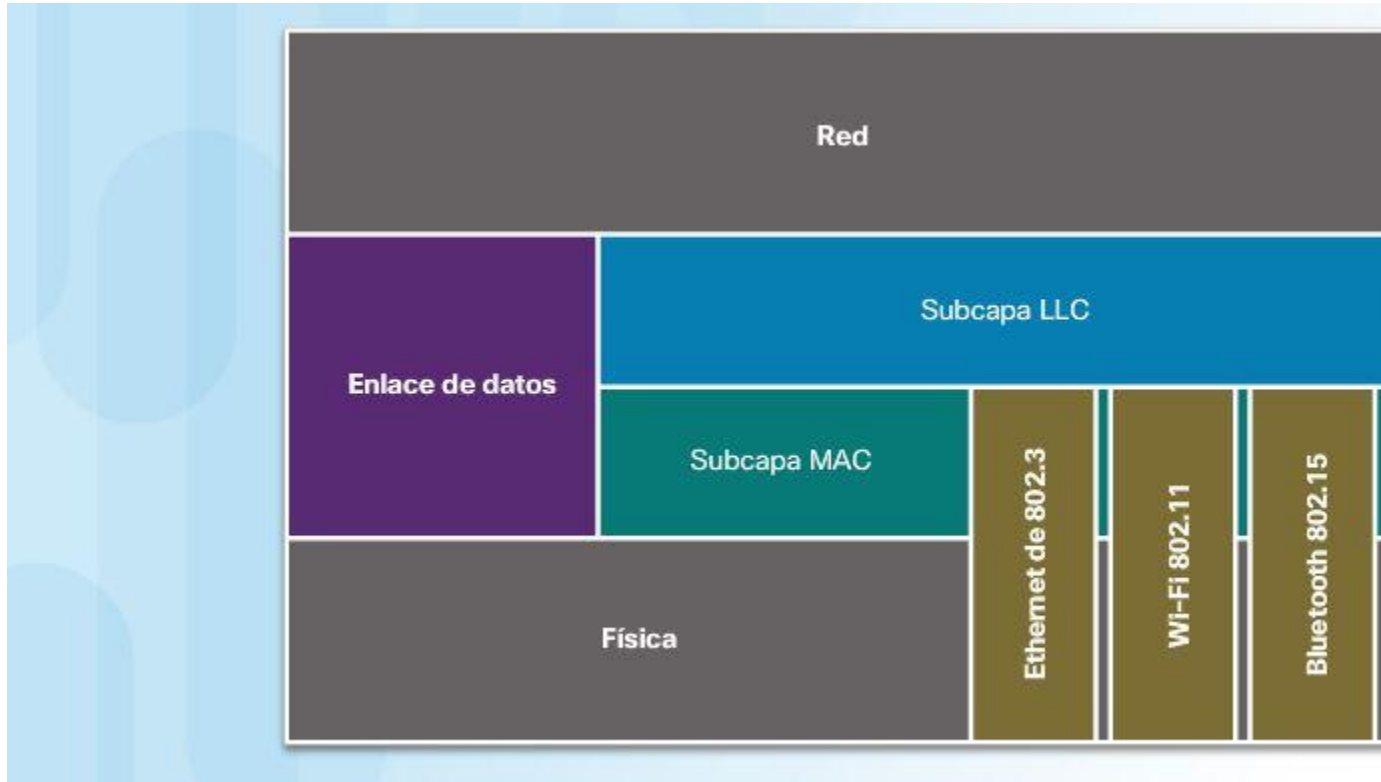 Red
Subcapa LLC
Enlace de datos
Subcapa MAC
Ethernet de 802.3
Wi-Fi 802.11
Bluetooth 802.15
Física